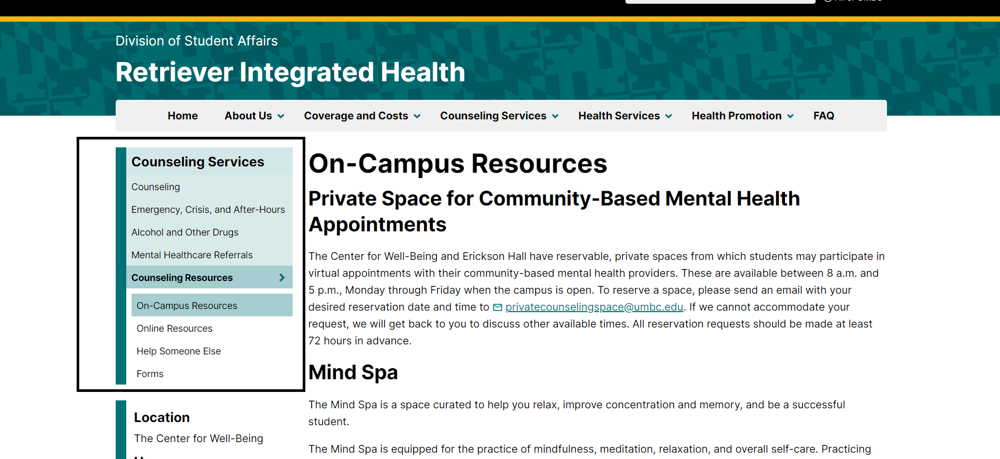 Division of Student Affairs
Retriever Integrated Health
Home About Us Coverage and Costs Counseling Services Health Services Health Promotion FAQ
Counseling Services
Counseling
Emergency, Crisis, and After-Hours
Alcohol and Other Drugs
Mental Healthcare Referrals
Counseling Resources
On-Campus Resources
Online Resources
Help Someone Else
Forms
Location
The Center for Well-Being
On-Campus Resources
Private Space for Community-Based Mental Health
Appointments
The Center for Well-Being and Erickson Hall have reservable, private spaces from which students may participate in
virtual appointments with their community-based mental health providers. These are available between 8 a.m. and
5 p.m., Monday through Friday when the campus is open. To reserve a space, please send an email with your
desired reservation date and time to privatecounselingspace@umbc.edu. If we cannot accommodate your
request, we will get back to you to discuss other available times. All reservation requests should be made at least
72 hours in advance.
Mind Spa
The Mind Spa is a space curated to help you relax, improve concentration and memory, and be a successful
student.
The Mind Spa is equipped for the practice of mindfulness, meditation, relaxation, and overall self-care. Practicing